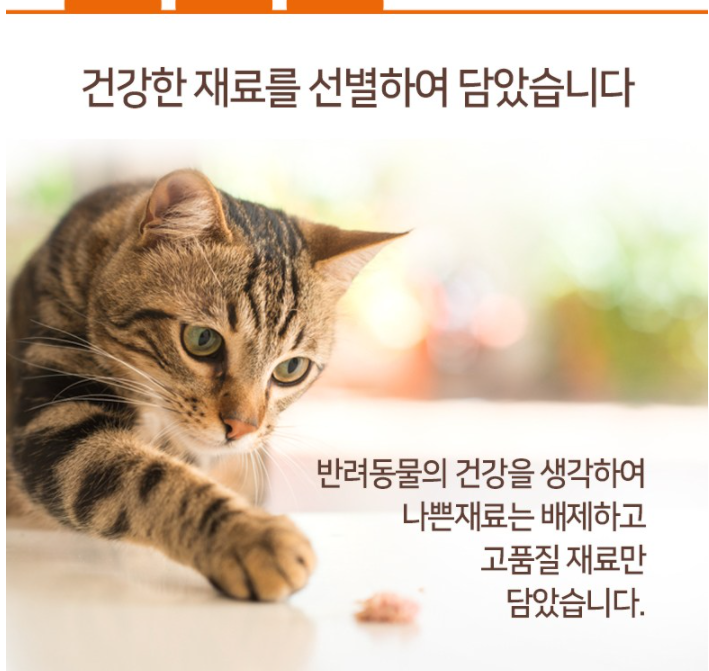 건강한 재료를 선별하여 담았습니다
반려동물의 건강을 생각하여
나쁜재료는 배제하고
고품질 재료만
담았습니다.